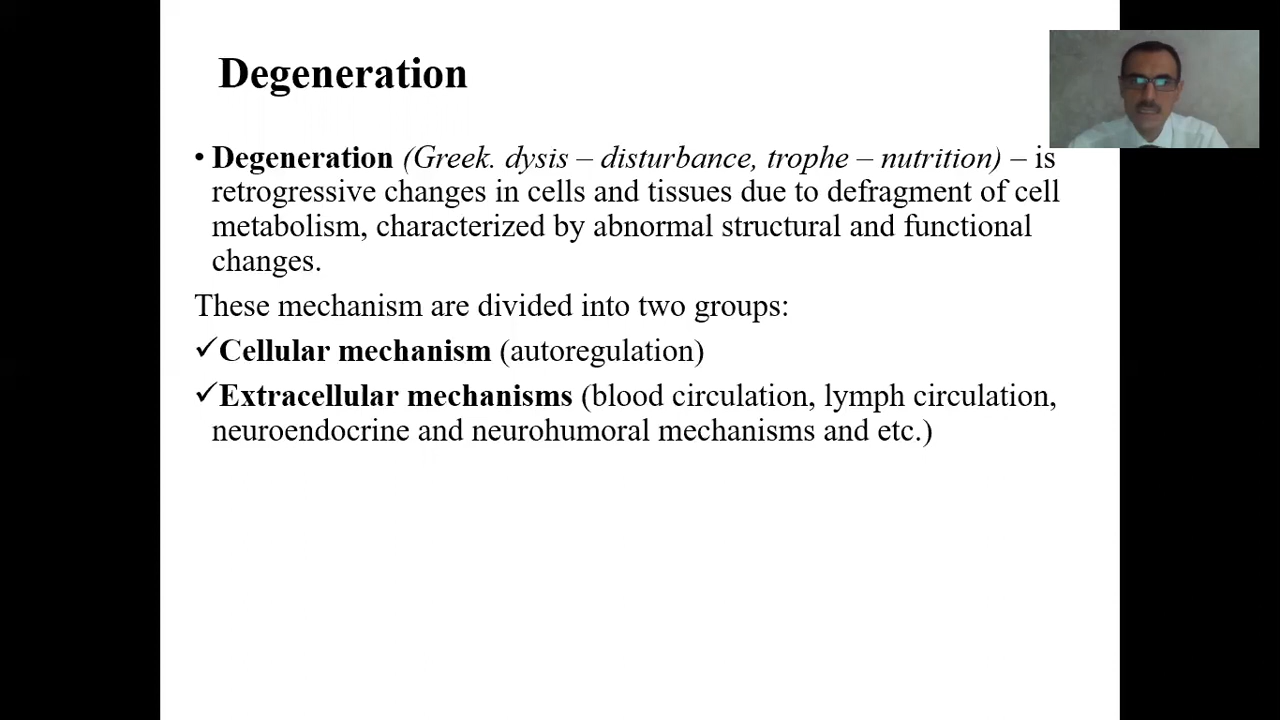 Degeneration
• Degeneration (Greek. dysis – disturbance, trophe – nutrition) – is
retrogressive changes in cells and tissues due to defragment of cell
metabolism, characterized by abnormal structural and functional
changes.
These mechanism are divided into two groups:
✓Cellular mechanism (autoregulation)
✓Extracellular mechanisms (blood circulation, lymph circulation,
neuroendocrine and neurohumoral mechanisms and etc.)